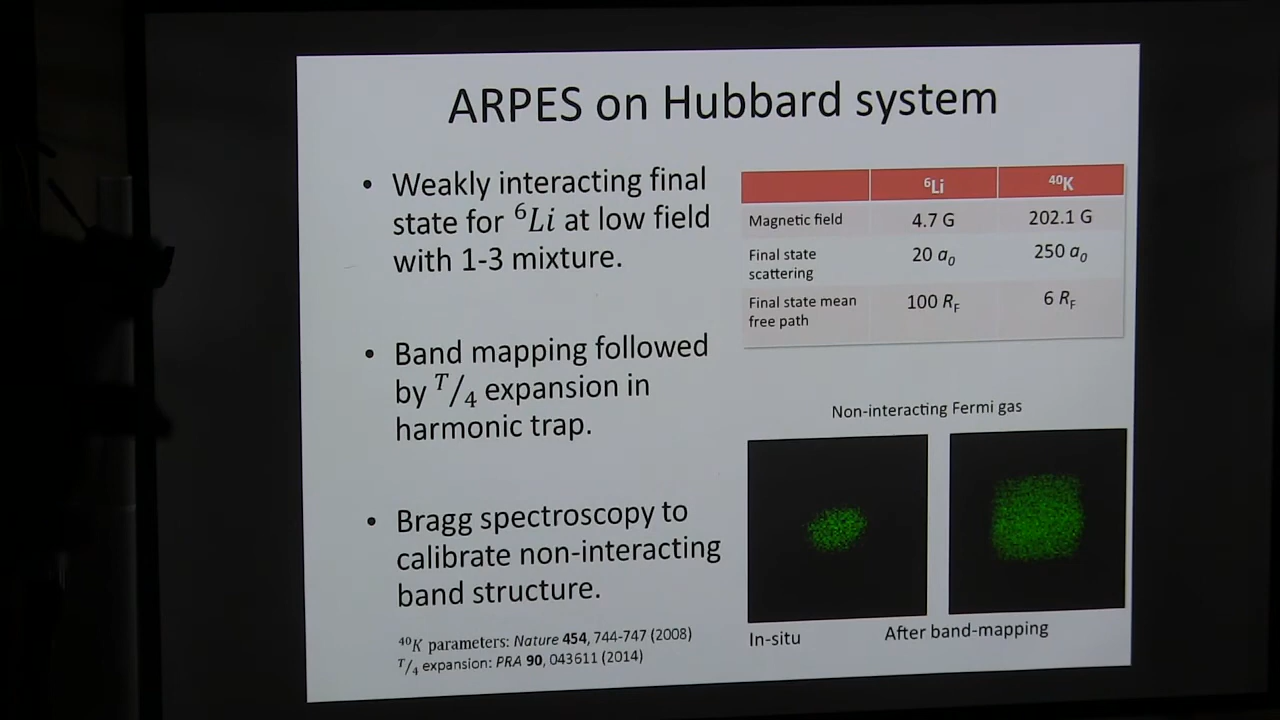 ARPES on Hubbard system
• Weakly interacting final
state for ⁶Li at low field
with 1-3 mixture.
• Band mapping followed
by T/4 expansion in
harmonic trap.
• Bragg spectroscopy to
calibrate non-interacting
band structure.
⁴⁰K parameters: Nature 454, 744-747 (2008)
T/4 expansion: PRA 90, 043611 (2014)
⁶Li ⁴⁰K
Magnetic field 4.7 G 202.1 G
Final state scattering 20 a₀ 250 a₀
Final state mean free path 100 R_F 6 R_F
Non-interacting Fermi gas
In-situ After band-mapping